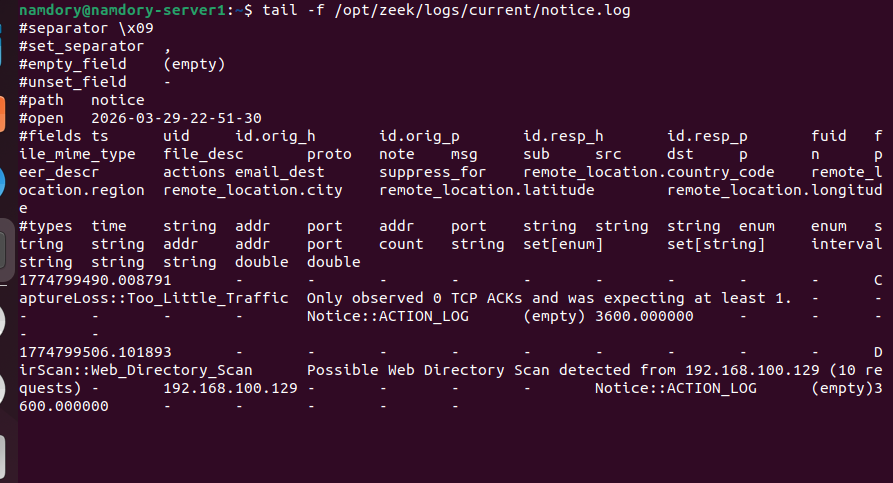 namdory@namdory-server1:~$ tail -f /opt/zeek/logs/current/notice.log
#separator \x09
#set_separator	,
#empty_field	(empty)
#unset_field	-
#path	notice
#open	2026-03-29-22-51-30
#fields	ts	uid	id.orig_h	id.orig_p	id.resp_h	id.resp_p	fuid	f
ile_mime_type	file_desc	proto	note	msg	sub	src	dst	p	n	p
eer_descr	actions	email_dest	suppress_for	remote_location.country_code	remote_l
ocation.region	remote_location.city	remote_location.latitude	remote_location.longitud
e
#types	time	string	addr	port	addr	port	string	string	string	enum	enum	s
tring	string	addr	addr	port	count	string	set[enum]	set[string]	interval
string	string	string	double	double
1774799490.008791	-	-	-	-	-	-	-	-	-	C
aptureLoss::Too_Little_Traffic	Only observed 0 TCP ACKs and was expecting at least 1.	-	-
-	-	-	-	Notice::ACTION_LOG	(empty)	3600.000000	-	-	-
-	-
1774799506.101893	-	-	-	-	-	-	-	-	-	D
irScan::Web_Directory_Scan	Possible Web Directory Scan detected from 192.168.100.129 (10 re
quests)	-	192.168.100.129	-	-	-	-	Notice::ACTION_LOG	(empty)3
600.000000	-	-	-	-	-